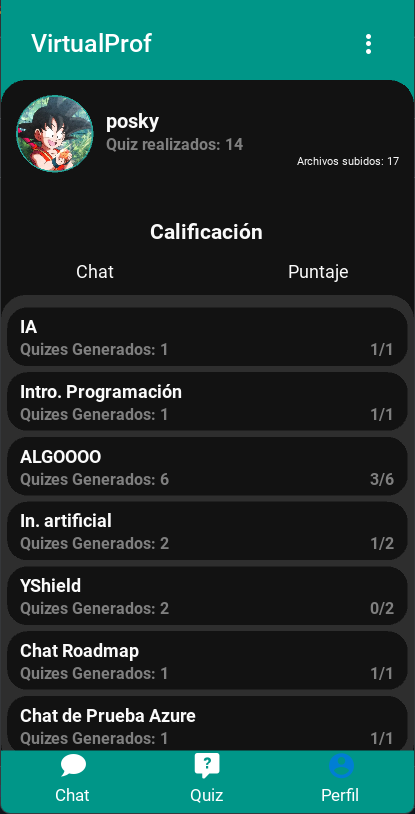 VirtualProf
posky
Quiz realizados: 14
Archivos subidos: 17
Calificación
Chat Puntaje
IA
Quizes Generados: 1 1/1
Intro. Programación
Quizes Generados: 1 1/1
ALGOOOO
Quizes Generados: 6 3/6
In. artificial
Quizes Generados: 2 1/2
YShield
Quizes Generados: 2 0/2
Chat Roadmap
Quizes Generados: 1 1/1
Chat de Prueba Azure
Quizes Generados: 1 1/1
?
Chat Quiz Perfil